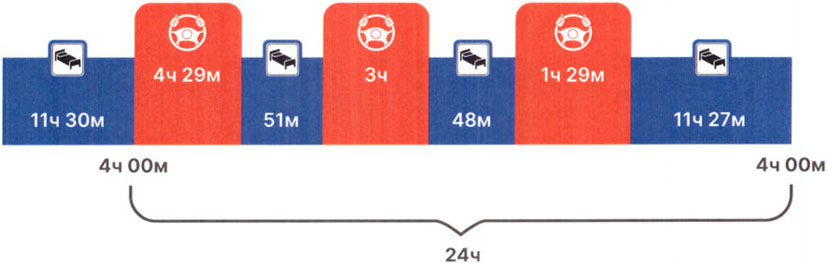 4ч 29м 3ч 1ч 29м
11ч 30м 51м 48м 11ч 27м
4ч 00м 4ч 00м
24ч